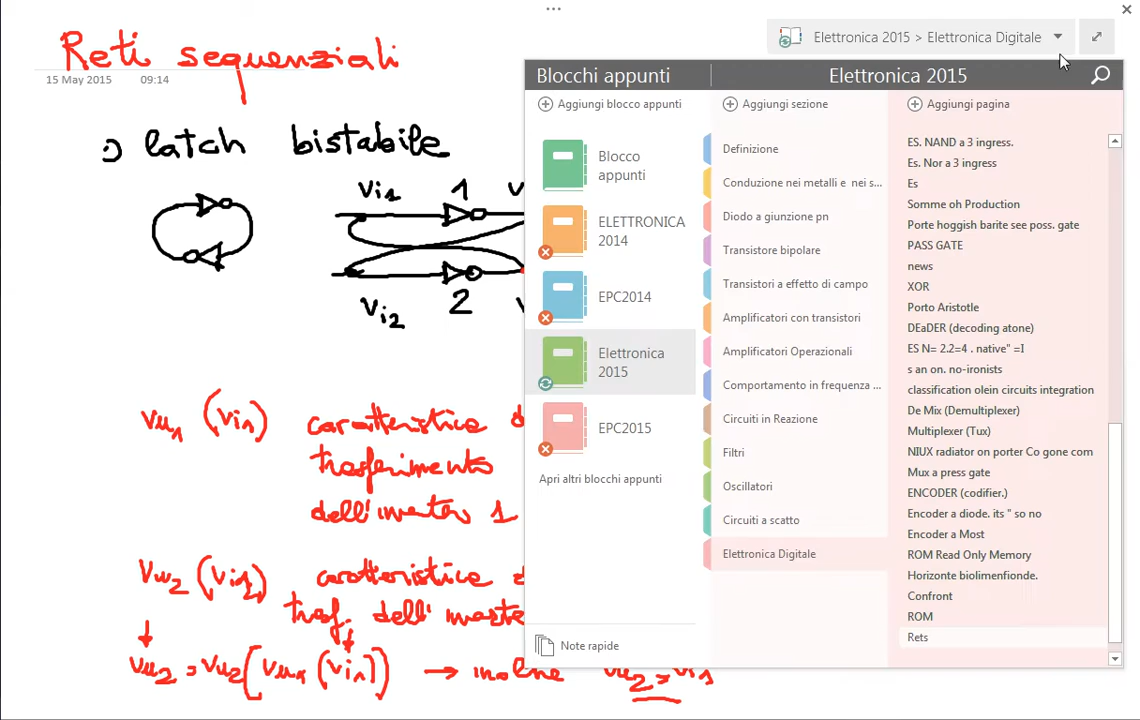 Elettronica 2015 > Elettronica Digitale
Reti sequenziali
15 May 2015 09:14
latch bistabile
vi1 1
vi2 2
vu1 (vi1) caratteristica
trasferimento
dell'inverter 1
vu2 (vi2) caratteristica
trasf. dell'
vu2 = vu2 [vu1 (vi1)] → inoltre vu2 = vi1
Blocchi appunti
Aggiungi blocco appunti
Blocco
appunti
ELETTRONICA
2014
EPC2014
Elettronica
2015
EPC2015
Apri altri blocchi appunti
Note rapide
Elettronica 2015
Aggiungi sezione
Definizione
Conduzione nei metalli e nei s...
Diodo a giunzione pn
Transistore bipolare
Transistori a effetto di campo
Amplificatori con transistori
Amplificatori Operazionali
Comportamento in frequenza ...
Circuiti in Reazione
Filtri
Oscillatori
Circuiti a scatto
Elettronica Digitale
Aggiungi pagina
ES. NAND a 3 ingress.
Es. Nor a 3 ingress
Es
Somme oh Production
Porte hoggish barite see poss. gate
PASS GATE
news
XOR
Porto Aristotle
DEaDER (decoding atone)
ES N= 2.2=4 . native" =I
s an on. no-ironists
classification olein circuits integration
De Mix (Demultiplexer)
Multiplexer (Tux)
NIUX radiator on porter Co gone com
Mux a press gate
ENCODER (codifier.)
Encoder a diode. its " so no
Encoder a Most
ROM Read Only Memory
Horizonte biolimenfionde.
Confront
ROM
Rets